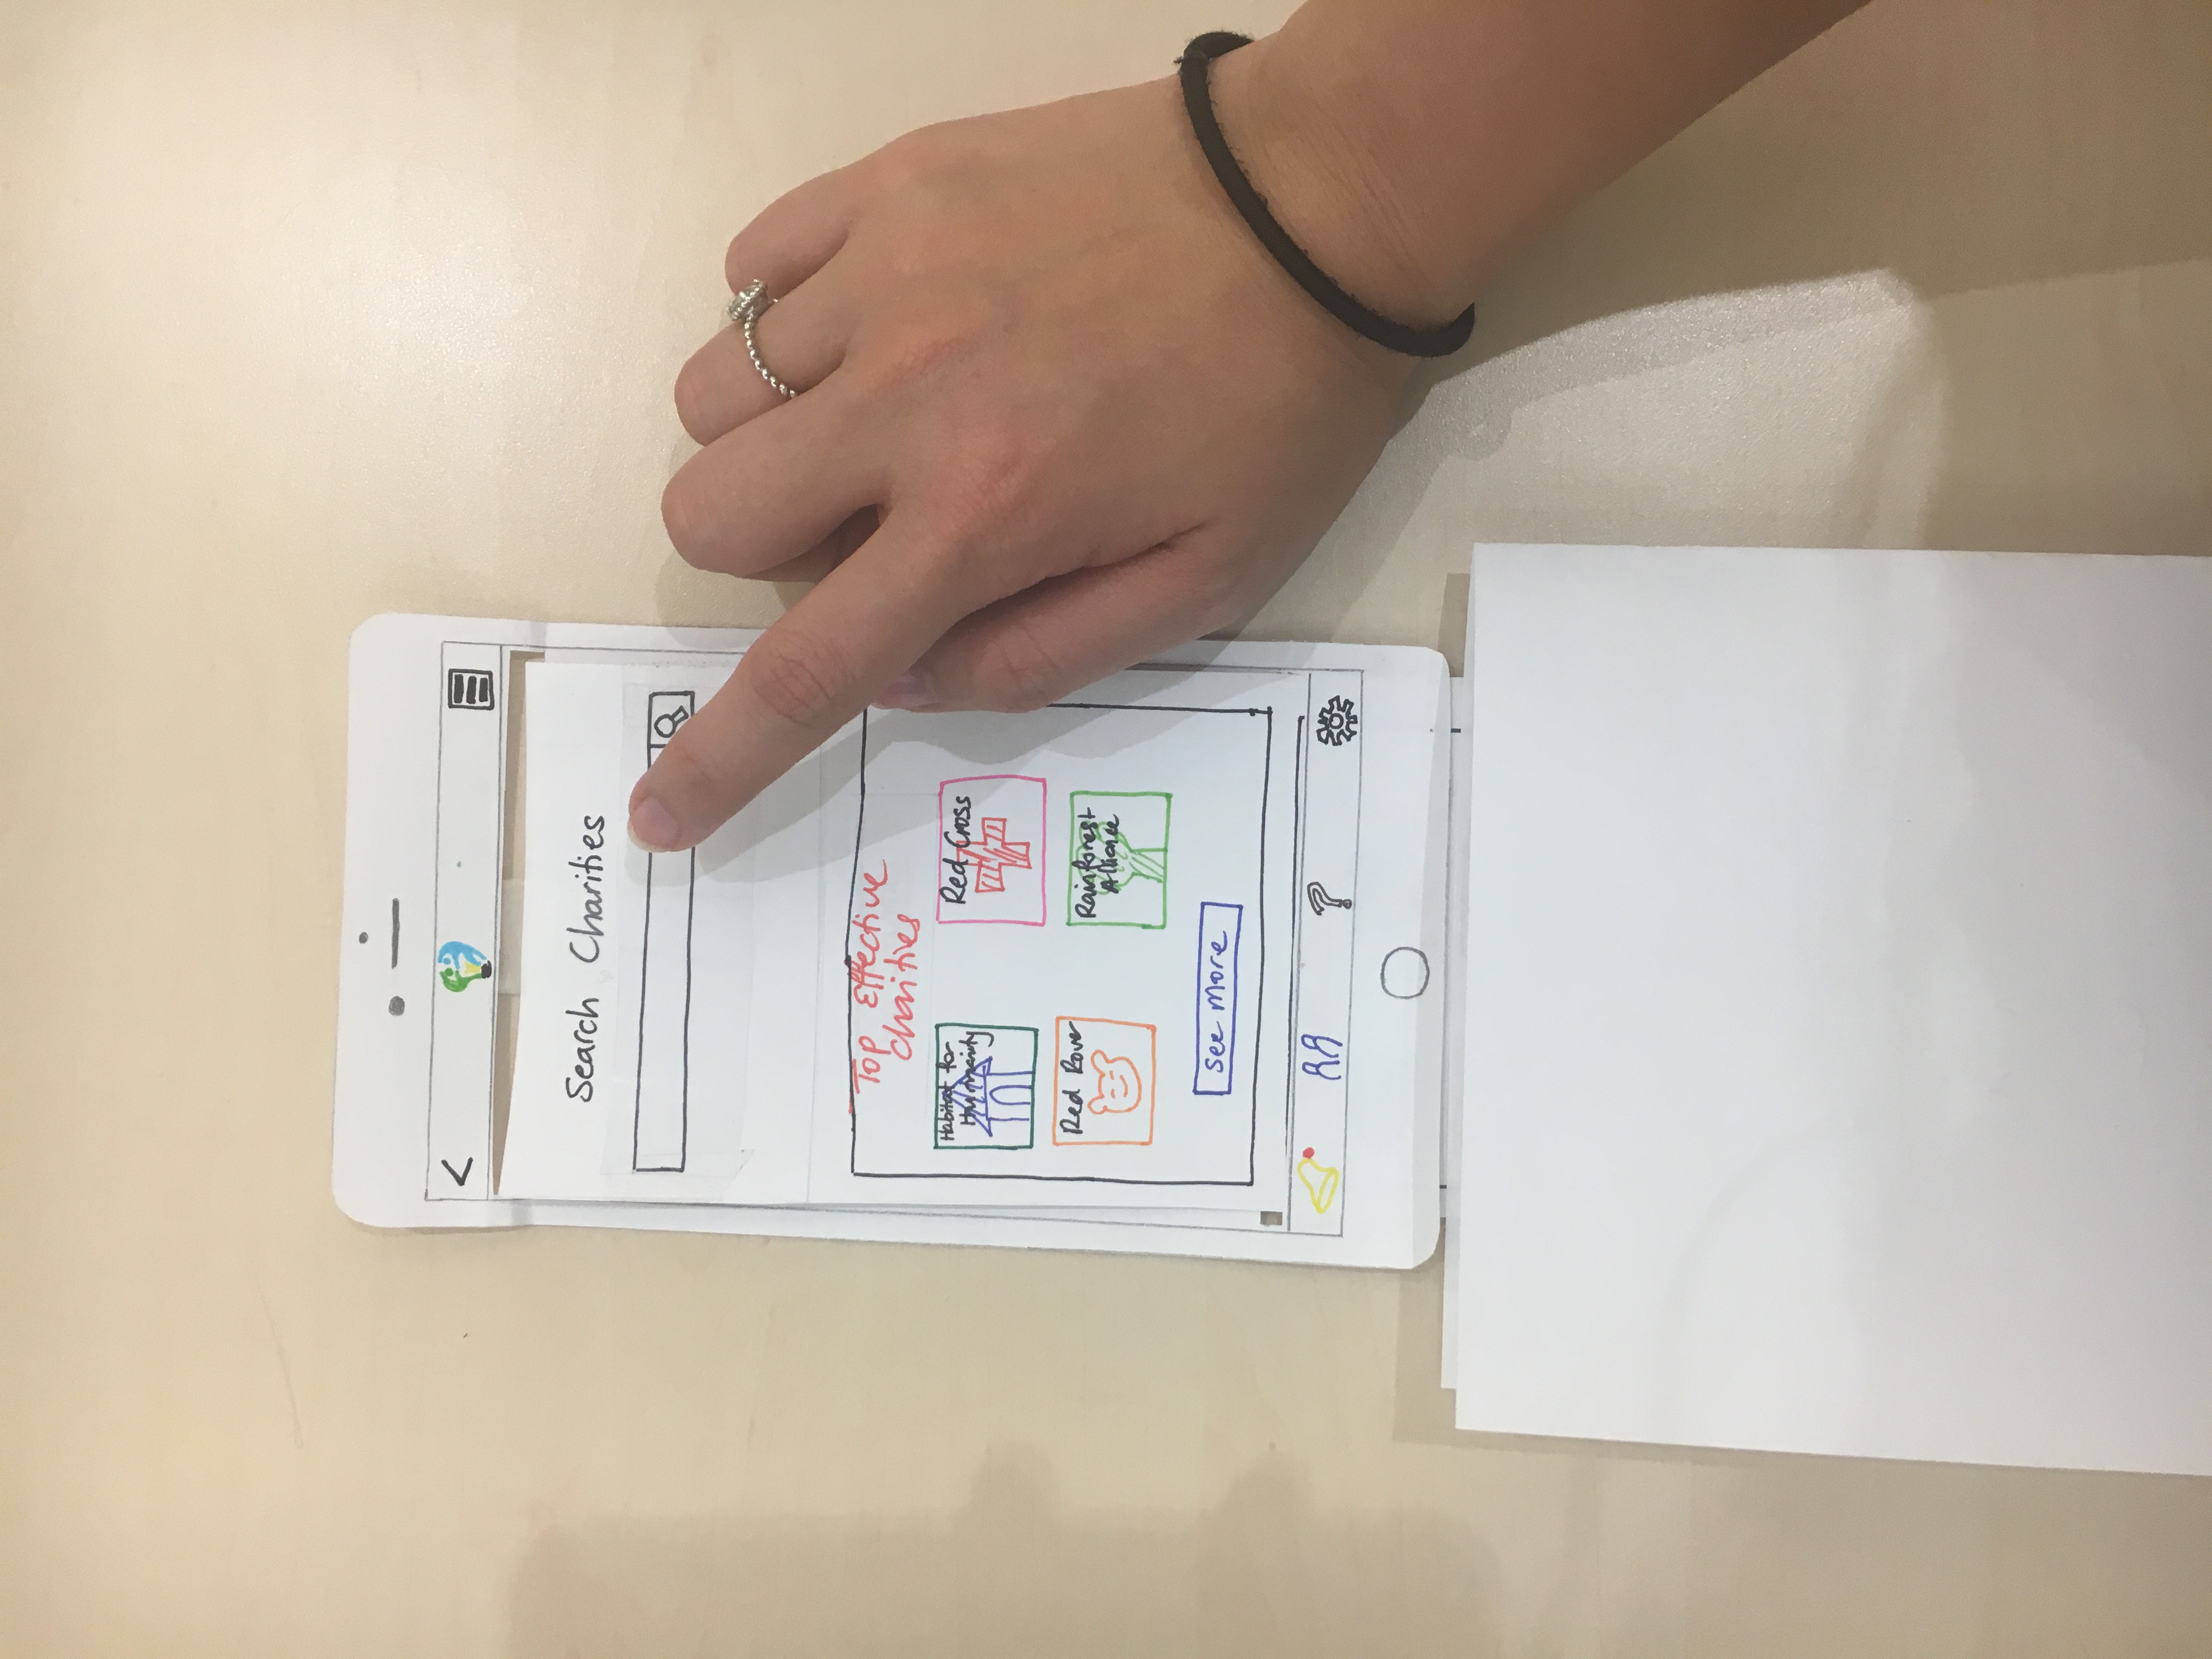 Search Charities
Top Effective
Charities
Habitat for
Humanity
Red Cross
Red Rover
Rainforest
Alliance
See more
?